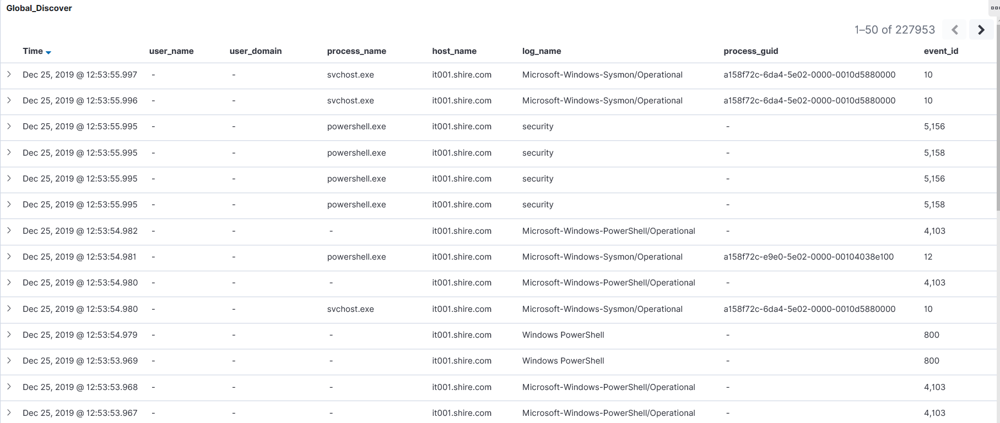 Global_Discover
1–50 of 227953
Time user_name user_domain process_name host_name log_name process_guid event_id
Dec 25, 2019 @ 12:53:55.997 - - svchost.exe it001.shire.com Microsoft-Windows-Sysmon/Operational a158f72c-6da4-5e02-0000-0010d5880000 10
Dec 25, 2019 @ 12:53:55.996 - - svchost.exe it001.shire.com Microsoft-Windows-Sysmon/Operational a158f72c-6da4-5e02-0000-0010d5880000 10
Dec 25, 2019 @ 12:53:55.995 - - powershell.exe it001.shire.com security - 5,156
Dec 25, 2019 @ 12:53:55.995 - - powershell.exe it001.shire.com security - 5,158
Dec 25, 2019 @ 12:53:55.995 - - powershell.exe it001.shire.com security - 5,156
Dec 25, 2019 @ 12:53:55.995 - - powershell.exe it001.shire.com security - 5,158
Dec 25, 2019 @ 12:53:54.982 - - - it001.shire.com Microsoft-Windows-PowerShell/Operational - 4,103
Dec 25, 2019 @ 12:53:54.981 - - powershell.exe it001.shire.com Microsoft-Windows-Sysmon/Operational a158f72c-e9e0-5e02-0000-00104038e100 12
Dec 25, 2019 @ 12:53:54.980 - - - it001.shire.com Microsoft-Windows-PowerShell/Operational - 4,103
Dec 25, 2019 @ 12:53:54.980 - - svchost.exe it001.shire.com Microsoft-Windows-Sysmon/Operational a158f72c-6da4-5e02-0000-0010d5880000 10
Dec 25, 2019 @ 12:53:54.979 - - - it001.shire.com Windows PowerShell - 800
Dec 25, 2019 @ 12:53:53.969 - - - it001.shire.com Windows PowerShell - 800
Dec 25, 2019 @ 12:53:53.968 - - - it001.shire.com Microsoft-Windows-PowerShell/Operational - 4,103
Dec 25, 2019 @ 12:53:53.967 - - - it001.shire.com Microsoft-Windows-PowerShell/Operational - 4,103